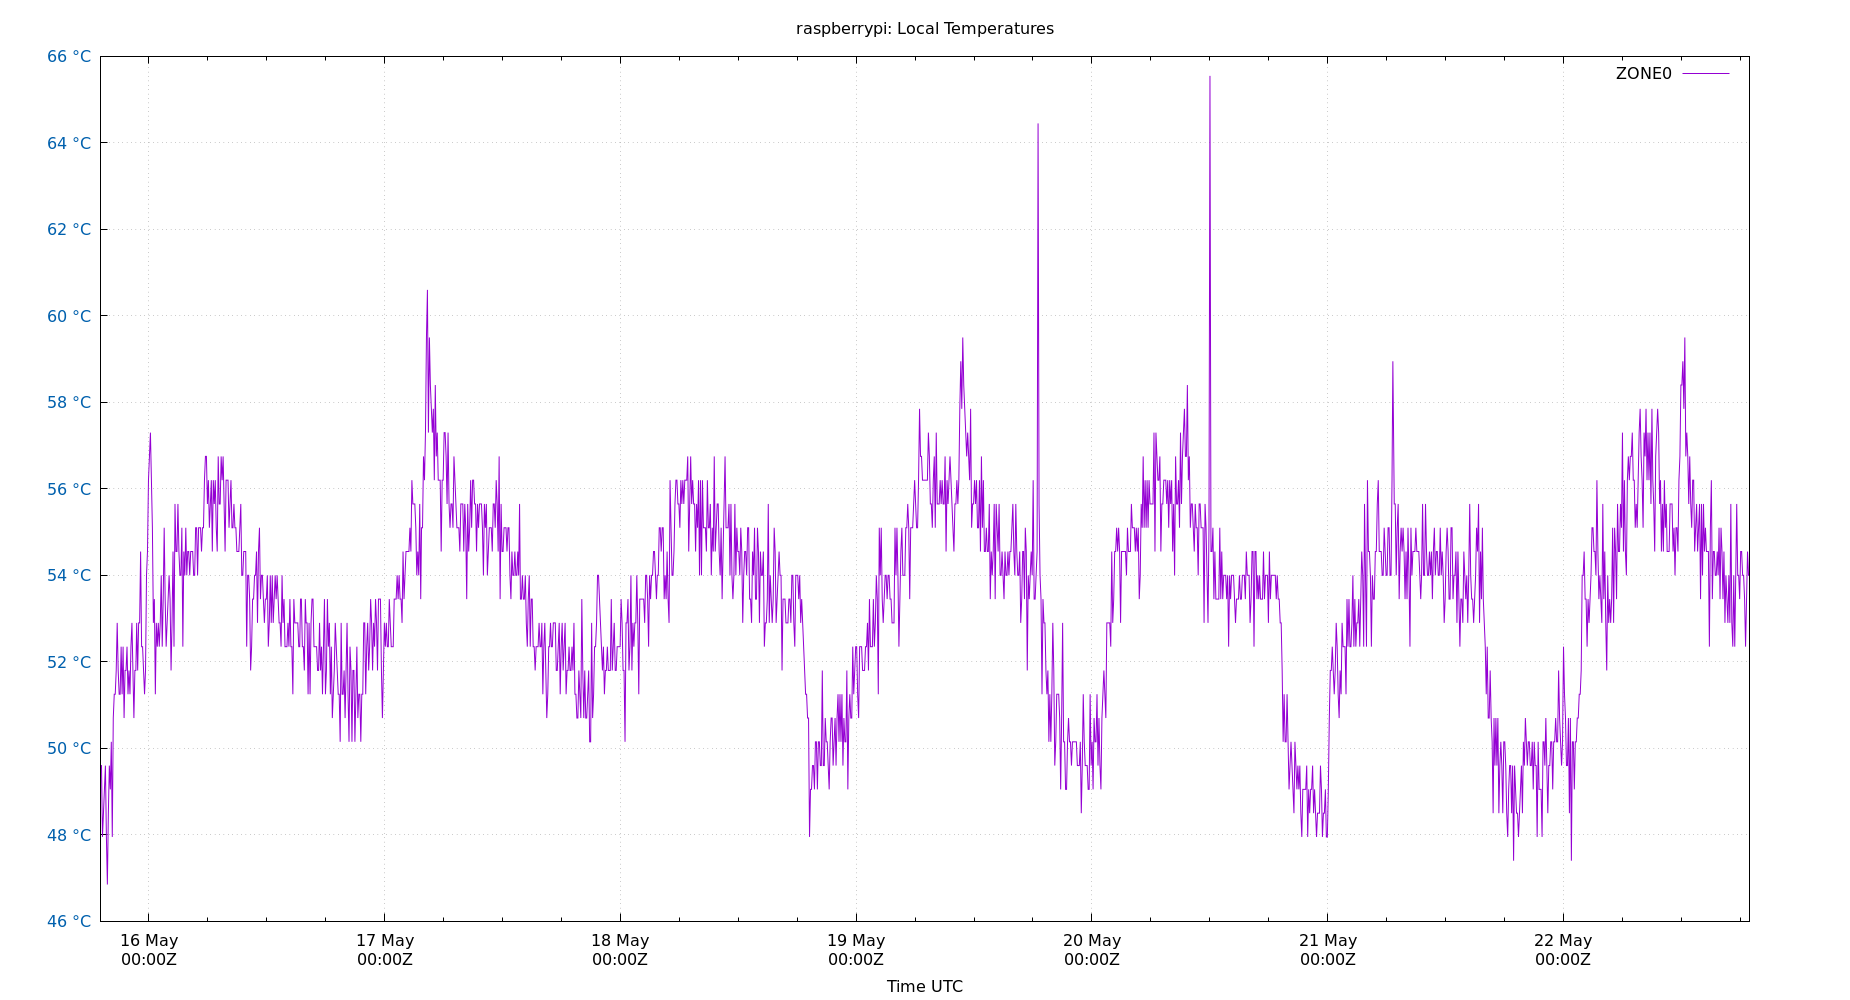 raspberrypi: Local Temperatures
66 °C
ZONE0
64 °C
62 °C
60 °C
58 °C
56 °C
54 °C
52 °C
50 °C
48 °C
46 °C
16 May 17 May 18 May 19 May 20 May 21 May 22 May
00:00Z 00:00Z 00:00Z 00:00Z 00:00Z 00:00Z 00:00Z
Time UTC